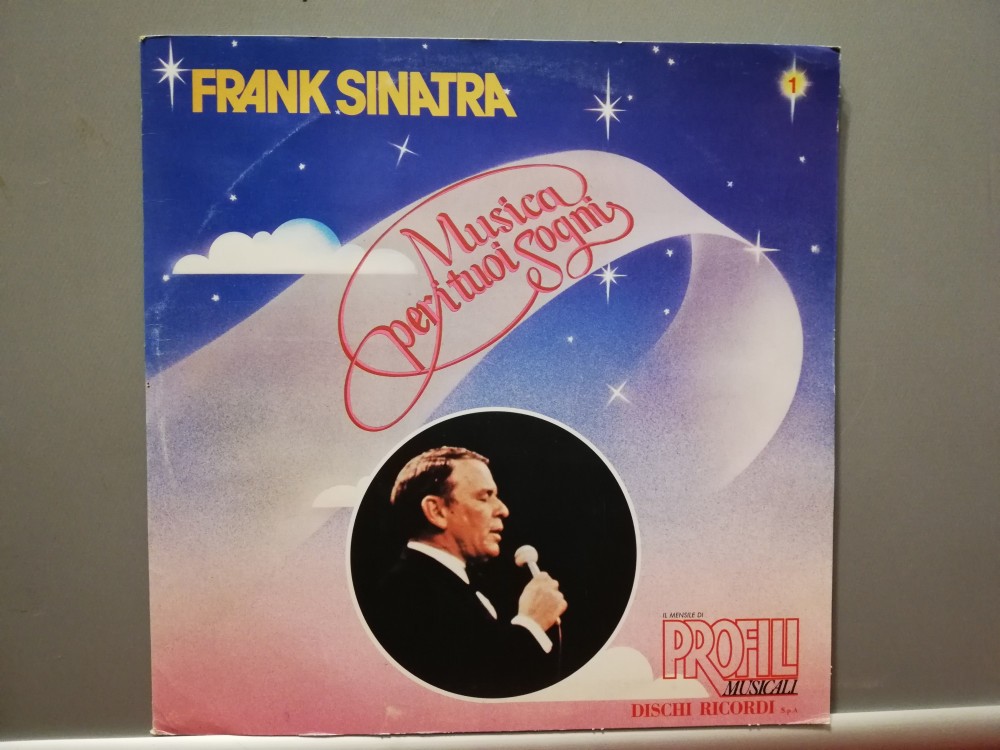 FRANK SINATRA
1
Musica
per i tuoi Sogni
IL MENSILE DI
PROFILI
MUSICALI
DISCHI RICORDI S.p.A.